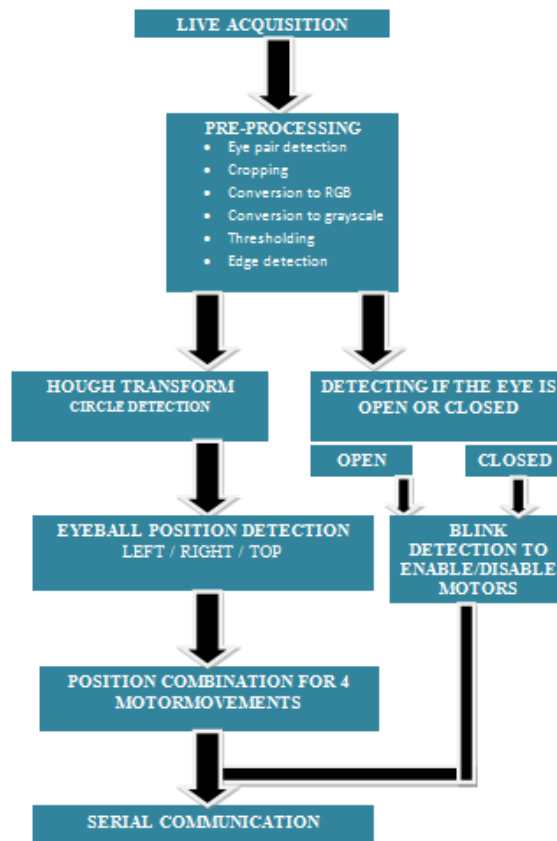 LIVE ACQUISITION
PRE-PROCESSING
• Eye pair detection
• Cropping
• Conversion to RGB
• Conversion to grayscale
• Thresholding
• Edge detection
HOUGH TRANSFORM
CIRCLE DETECTION
DETECTING IF THE EYE IS
OPEN OR CLOSED
OPEN
CLOSED
EYEBALL POSITION DETECTION
LEFT / RIGHT / TOP
BLINK
DETECTION TO
ENABLE/DISABLE
MOTORS
POSITION COMBINATION FOR 4
MOTORMOVEMENTS
SERIAL COMMUNICATION